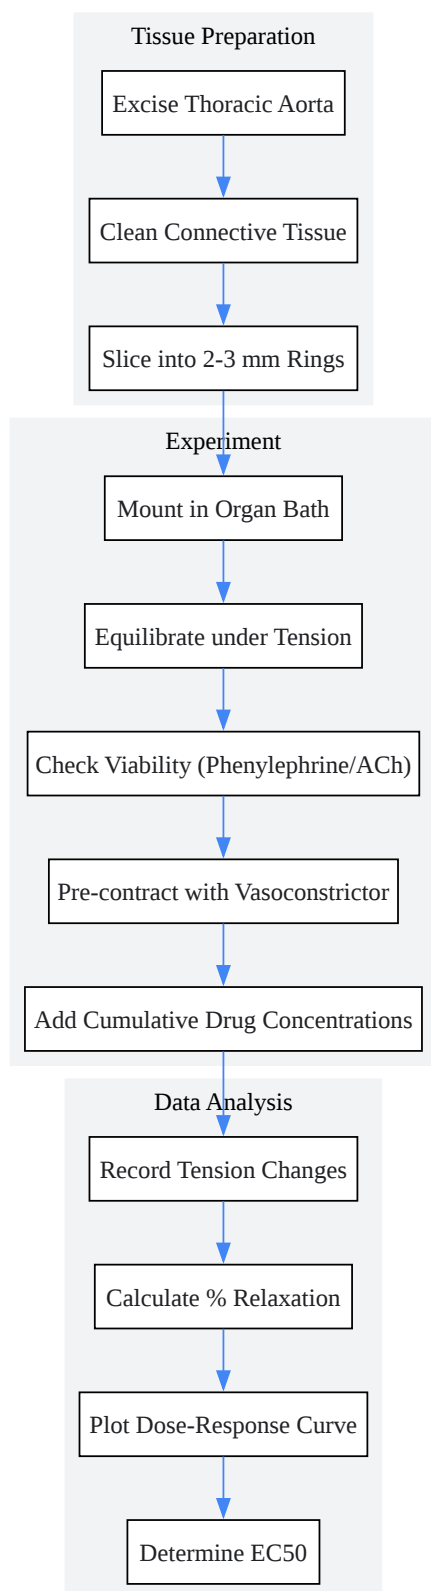 Tissue Preparation
Excise Thoracic Aorta
Clean Connective Tissue
Slice into 2-3 mm Rings
Experiment
Mount in Organ Bath
Equilibrate under Tension
Check Viability (Phenylephrine/ACh)
Pre-contract with Vasoconstrictor
Add Cumulative Drug Concentrations
Data Analysis
Record Tension Changes
Calculate % Relaxation
Plot Dose-Response Curve
Determine EC50